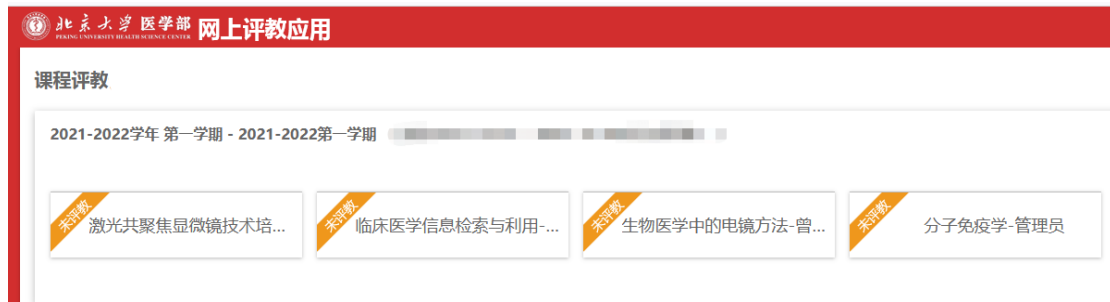 北京大学 医学部 网上评教应用
PEKING UNIVERSITY HEALTH SCIENCE CENTER
课程评教
2021-2022学年 第一学期 - 2021-2022第一学期
未评教 未评教 未评教 未评教
激光共聚焦显微镜技术培... 临床医学信息检索与利用-... 生物医学中的电镜方法-曾... 分子免疫学-管理员